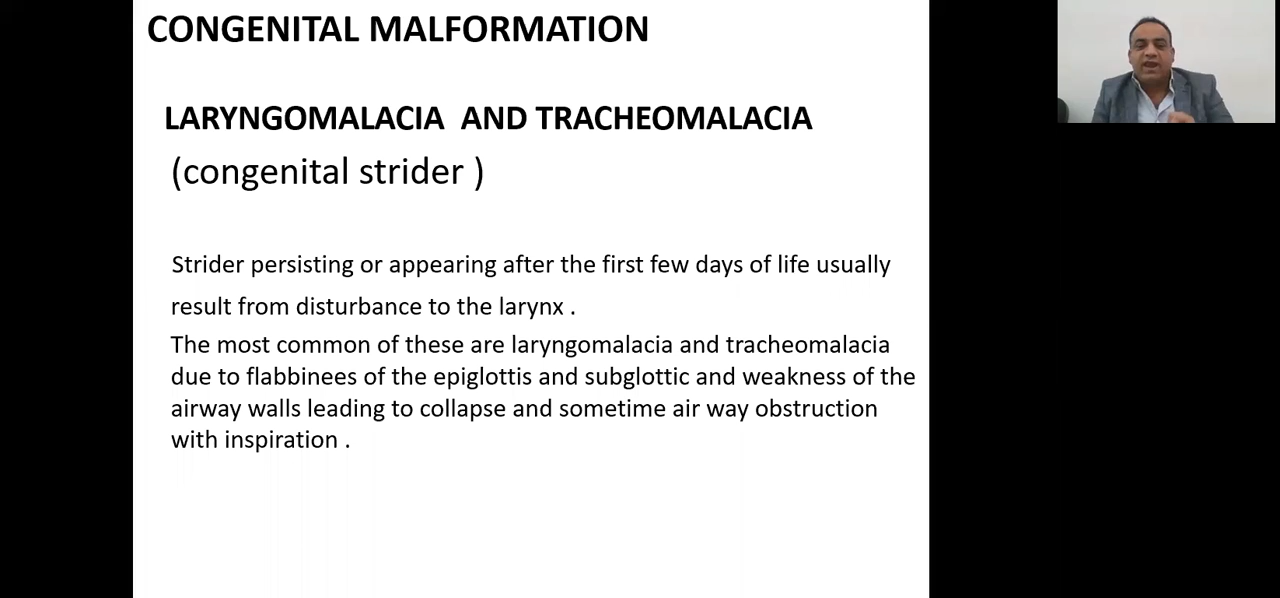 CONGENITAL MALFORMATION
LARYNGOMALACIA AND TRACHEOMALACIA
(congenital strider )
Strider persisting or appearing after the first few days of life usually
result from disturbance to the larynx .
The most common of these are laryngomalacia and tracheomalacia
due to flabbinees of the epiglottis and subglottic and weakness of the
airway walls leading to collapse and sometime air way obstruction
with inspiration .